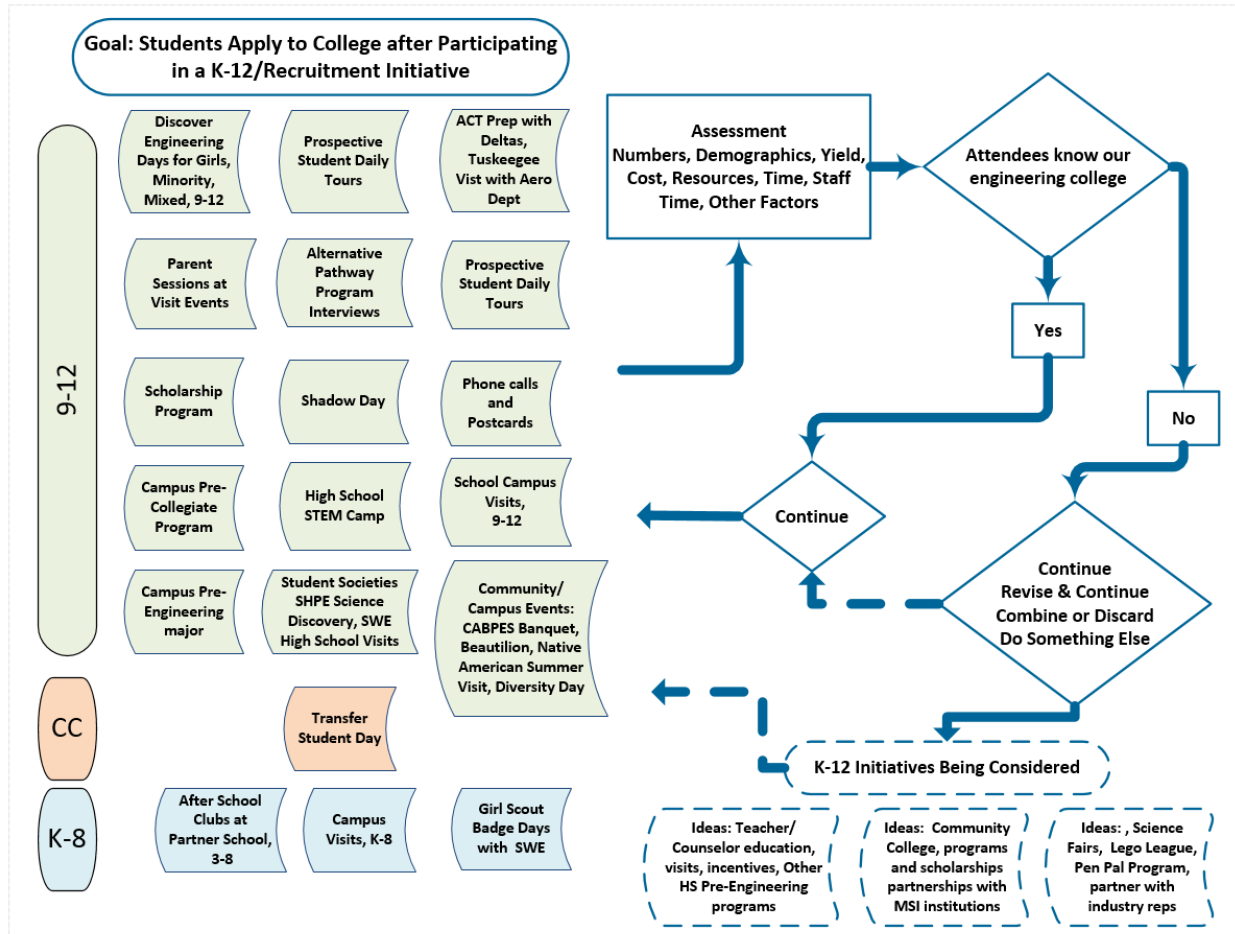 Goal: Students Apply to College after Participating
in a K-12/Recruitment Initiative
9-12
Discover
Engineering
Days for Girls,
Minority,
Mixed, 9-12
Prospective
Student Daily
Tours
ACT Prep with
Deltas,
Tuskeegee
Vist with Aero
Dept
Parent
Sessions at
Visit Events
Alternative
Pathway
Program
Interviews
Prospective
Student Daily
Tours
Scholarship
Program
Shadow Day
Phone calls
and
Postcards
Campus Pre-
Collegiate
Program
High School
STEM Camp
School Campus
Visits,
9-12
Campus Pre-
Engineering
major
Student Societies
SHPE Science
Discovery, SWE
High School Visits
Community/
Campus Events:
CABPES Banquet,
Beautilion, Native
American Summer
Visit, Diversity Day
CC
Transfer
Student Day
K-8
After School
Clubs at
Partner School,
3-8
Campus
Visits, K-8
Girl Scout
Badge Days
with SWE
Assessment
Numbers, Demographics, Yield,
Cost, Resources, Time, Staff
Time, Other Factors
Attendees know our
engineering college
Yes
No
Continue
Continue
Revise & Continue
Combine or Discard
Do Something Else
K-12 Initiatives Being Considered
Ideas: Teacher/
Counselor education,
visits, incentives, Other
HS Pre-Engineering
programs
Ideas: Community
College, programs
and scholarships
partnerships with
MSI institutions
Ideas: , Science
Fairs, Lego League,
Pen Pal Program,
partner with
industry reps